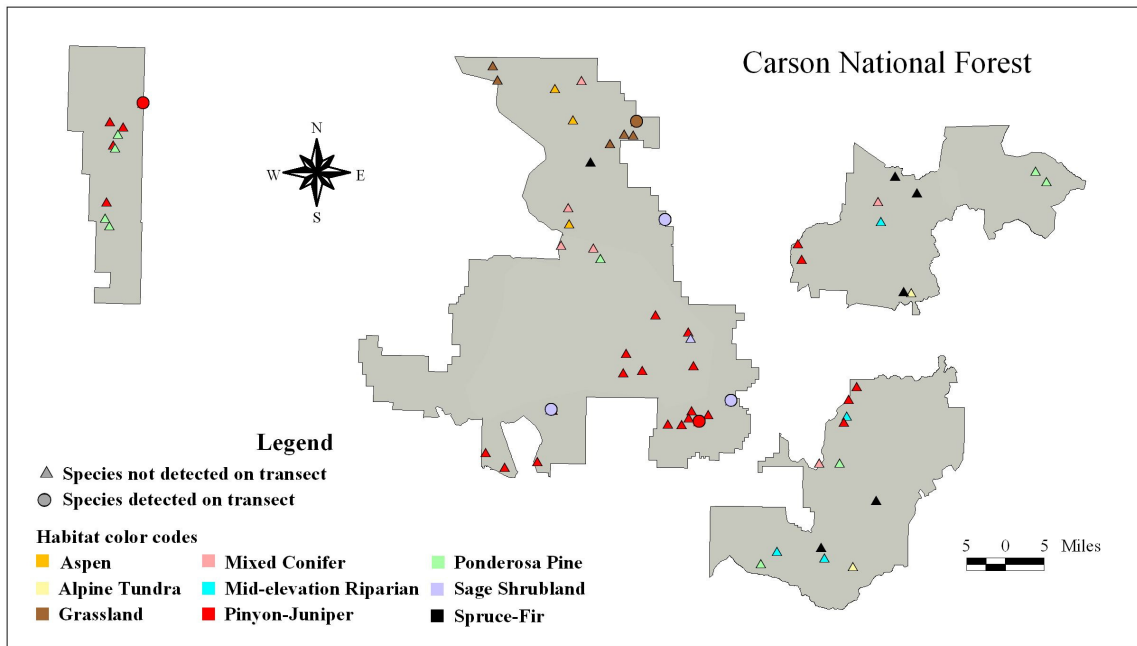 Carson National Forest
N
W E
S
Legend
Species not detected on transect
Species detected on transect
Habitat color codes
Aspen Mixed Conifer Ponderosa Pine
Alpine Tundra Mid-elevation Riparian Sage Shrubland
Grassland Pinyon-Juniper Spruce-Fir
5 0 5 Miles